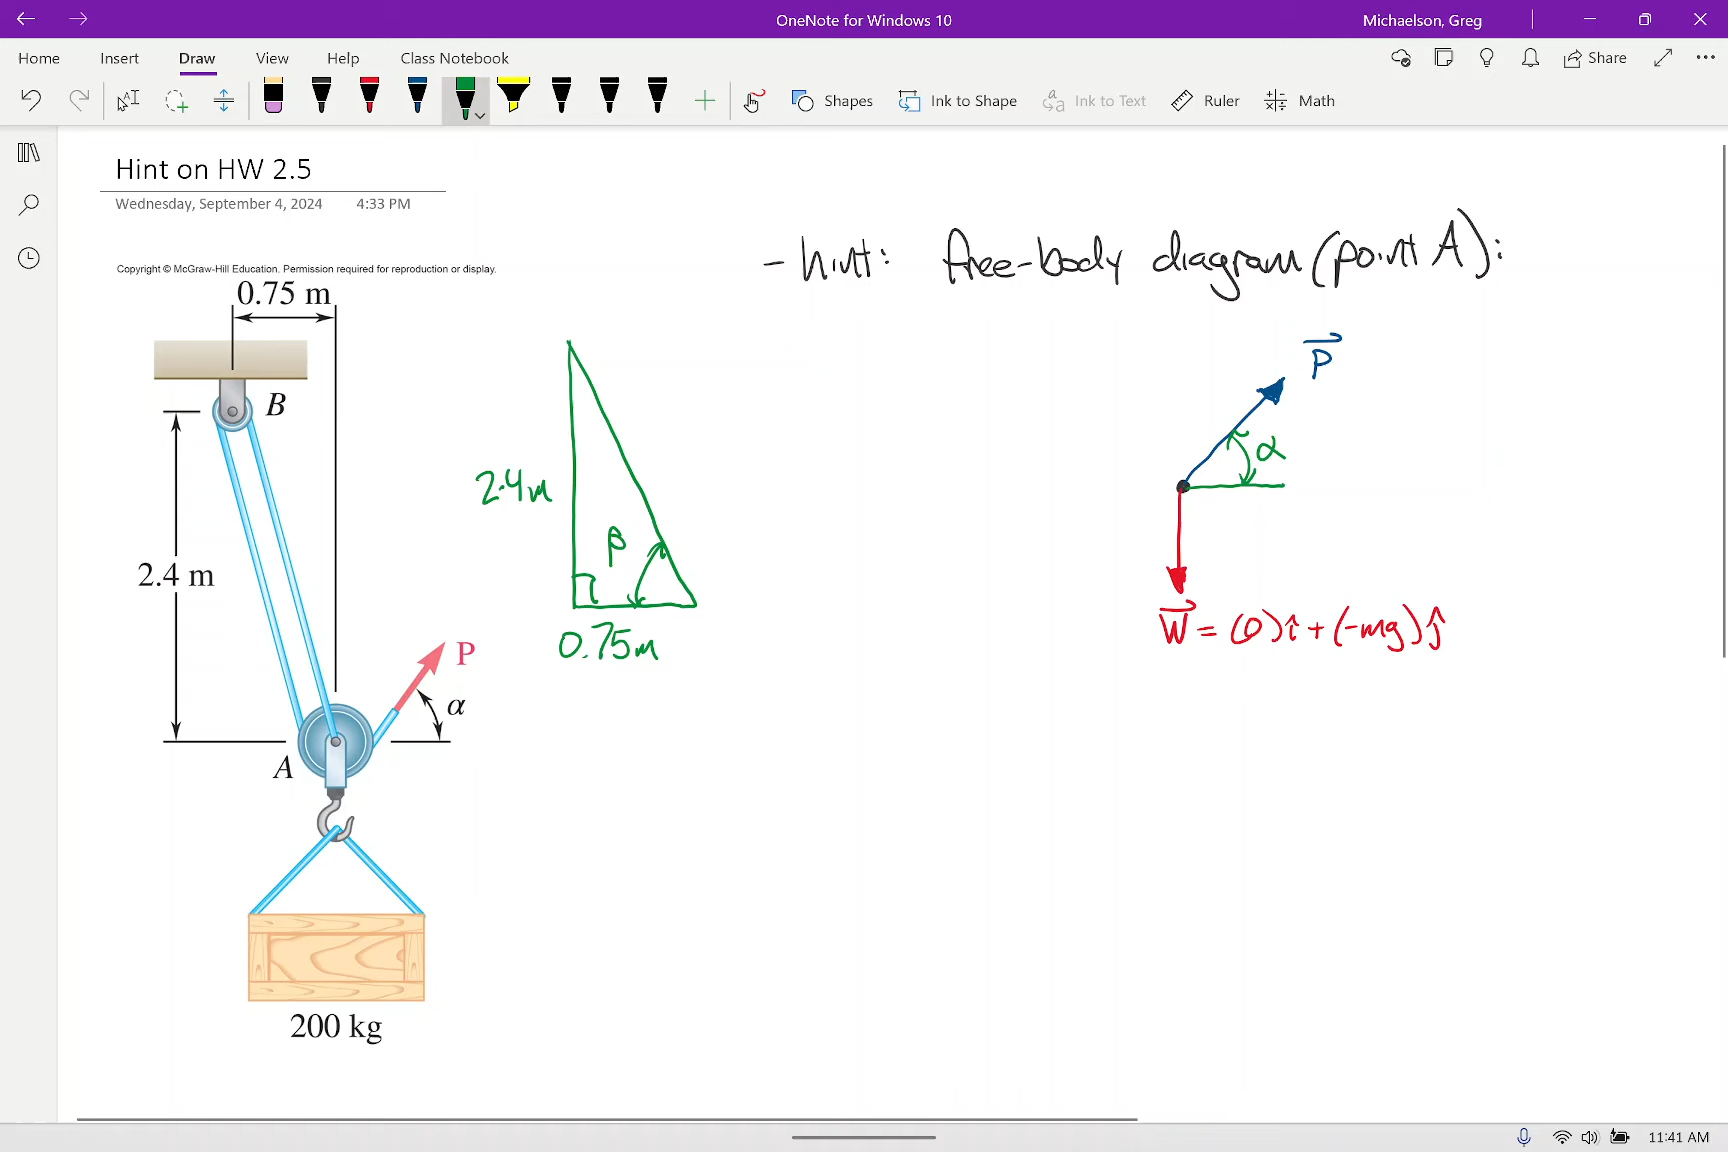 OneNote for Windows 10
Michaelson, Greg
Home Insert Draw View Help Class Notebook
Share
Shapes Ink to Shape Ink to Text Ruler Math
Hint on HW 2.5
Wednesday, September 4, 2024 4:33 PM
- hint: free-body diagram (point A):
Copyright © McGraw-Hill Education. Permission required for reproduction or display.
0.75 m
B
2.4 m
P
α
A
200 kg
2.4m
β
0.75m
P
α
W = (0)î + (-mg)ĵ
11:41 AM